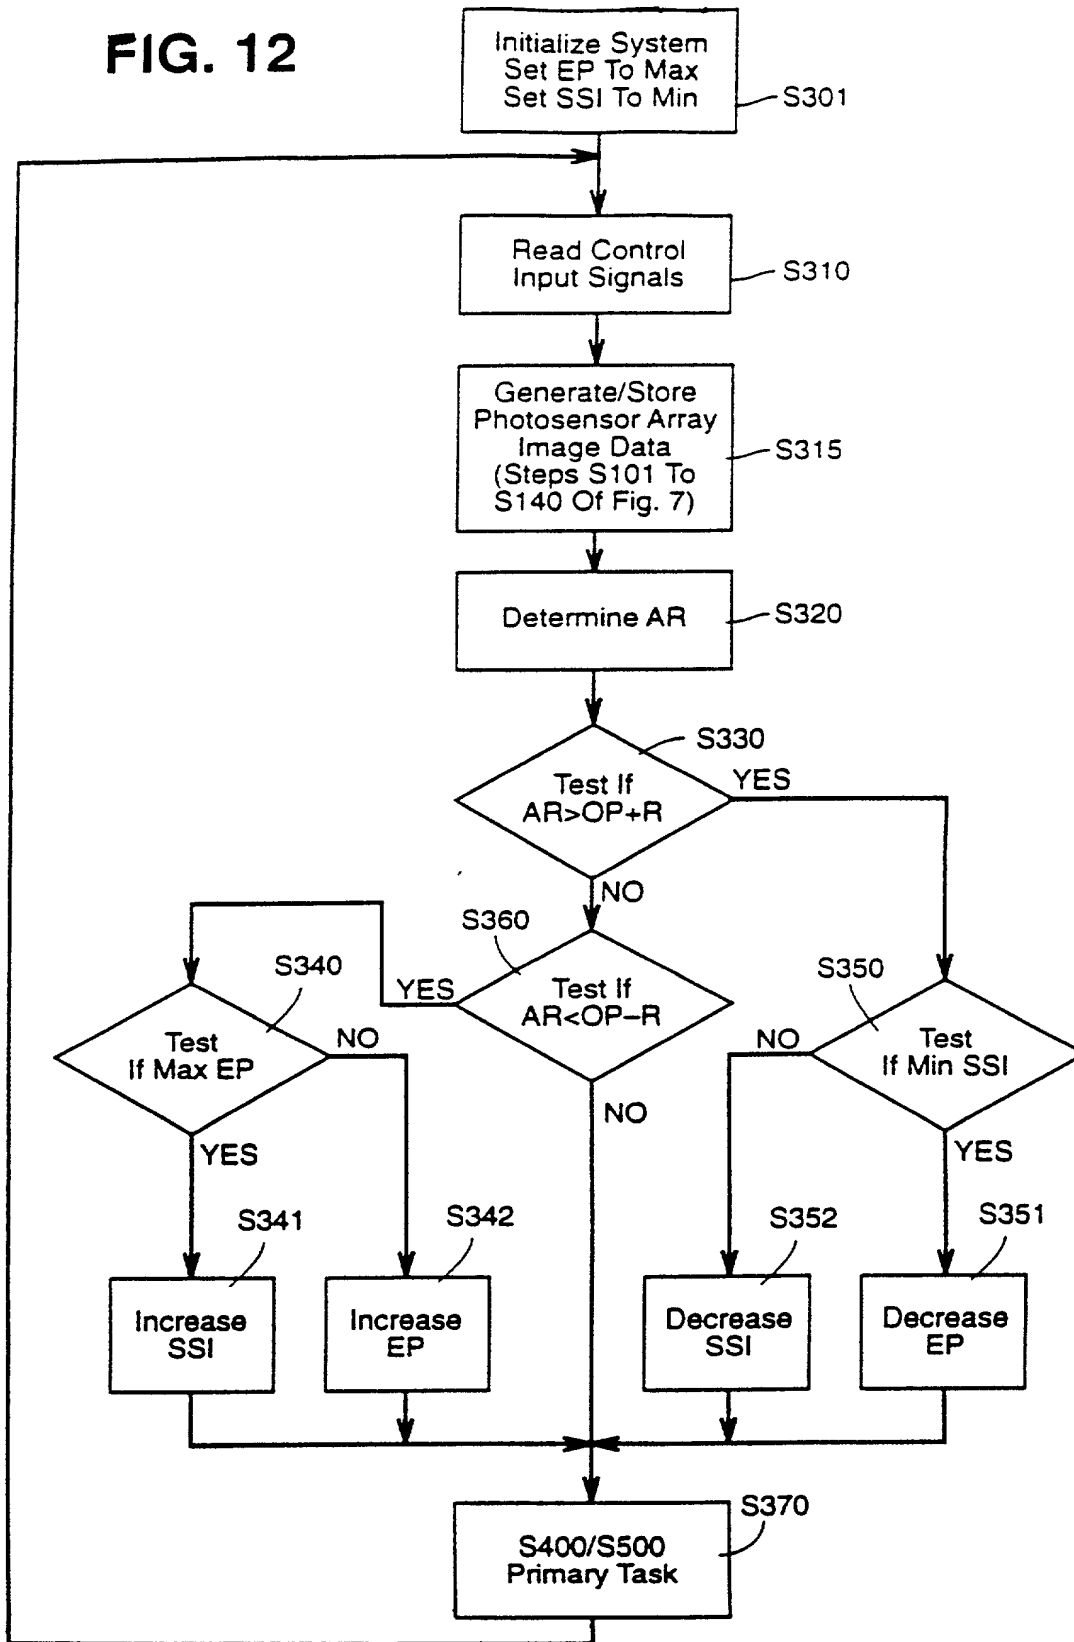 FIG. 12
Initialize System
Set EP To Max
Set SSI To Min
S301
Read Control
Input Signals
S310
Generate/Store
Photosensor Array
Image Data
(Steps S101 To
S140 Of Fig. 7)
S315
Determine AR
S320
S330
Test If
AR>OP+R
YES
NO
S360
Test If
AR<OP−R
YES
NO
S340
Test
If Max EP
NO
YES
S350
Test
If Min SSI
NO
YES
S341
Increase
SSI
S342
Increase
EP
S352
Decrease
SSI
S351
Decrease
EP
S370
S400/S500
Primary Task